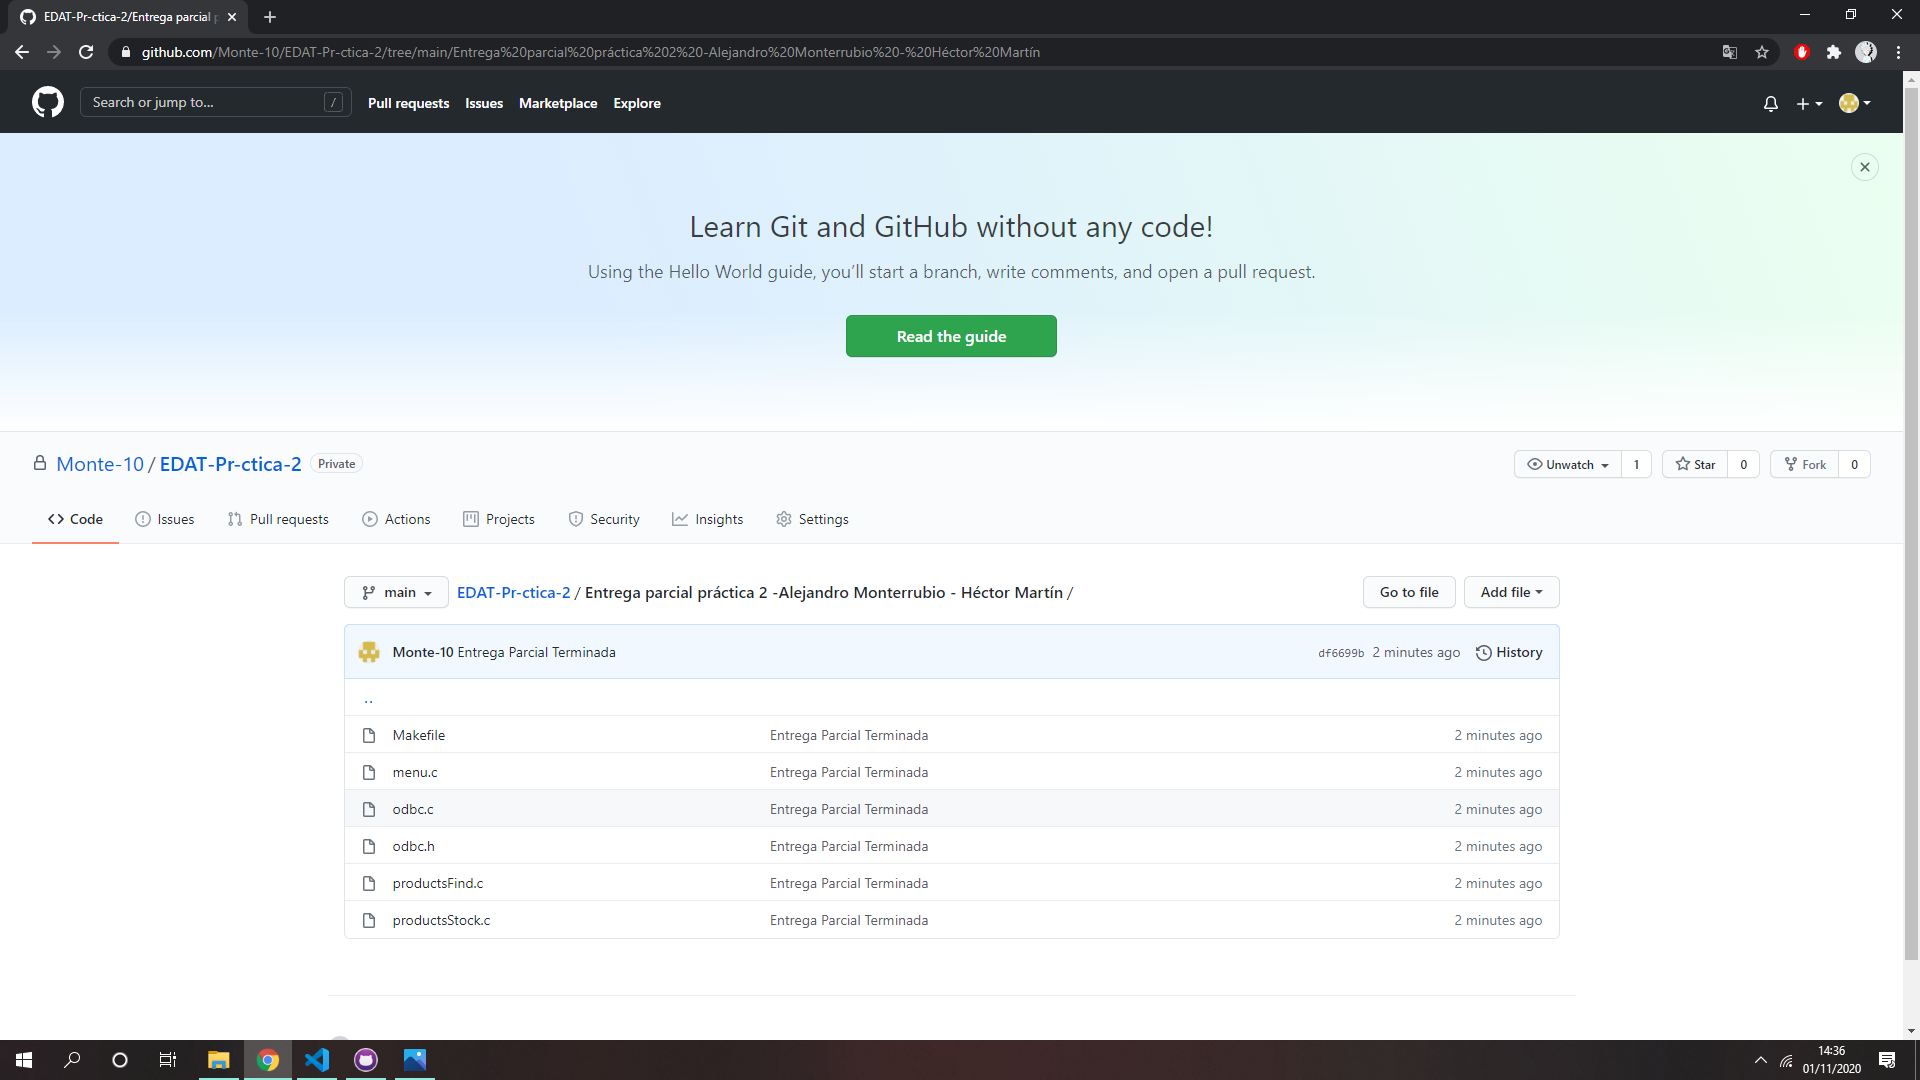 EDAT-Pr-ctica-2/Entrega parcial p
github.com/Monte-10/EDAT-Pr-ctica-2/tree/main/Entrega%20parcial%20práctica%202%20-Alejandro%20Monterrubio%20-%20Héctor%20Martín
Search or jump to... / Pull requests Issues Marketplace Explore
Learn Git and GitHub without any code!
Using the Hello World guide, you’ll start a branch, write comments, and open a pull request.
Read the guide
Monte-10 / EDAT-Pr-ctica-2 Private Unwatch 1 Star 0 Fork 0
Code Issues Pull requests Actions Projects Security Insights Settings
main EDAT-Pr-ctica-2 / Entrega parcial práctica 2 -Alejandro Monterrubio - Héctor Martín / Go to file Add file
Monte-10 Entrega Parcial Terminada df6699b 2 minutes ago History
..
Makefile Entrega Parcial Terminada 2 minutes ago
menu.c Entrega Parcial Terminada 2 minutes ago
odbc.c Entrega Parcial Terminada 2 minutes ago
odbc.h Entrega Parcial Terminada 2 minutes ago
productsFind.c Entrega Parcial Terminada 2 minutes ago
productsStock.c Entrega Parcial Terminada 2 minutes ago
14:36
01/11/2020